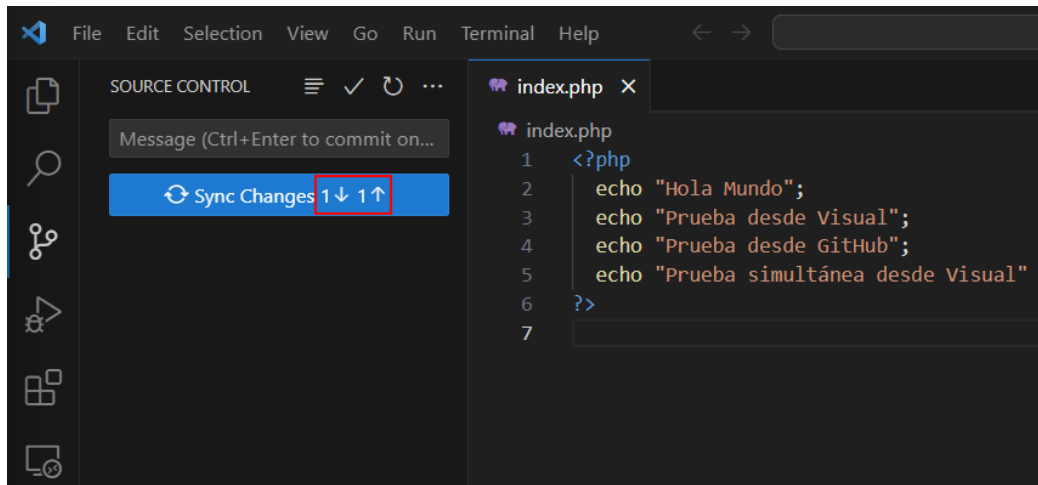 File Edit Selection View Go Run Terminal Help
SOURCE CONTROL
Message (Ctrl+Enter to commit on...
Sync Changes 1↓ 1↑
index.php
index.php
1 <?php
2 echo "Hola Mundo";
3 echo "Prueba desde Visual";
4 echo "Prueba desde GitHub";
5 echo "Prueba simultánea desde Visual"
6 ?>
7